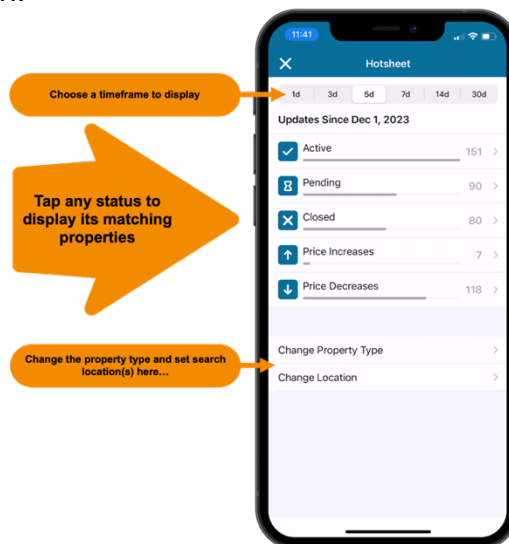 11:41
Hotsheet
Choose a timeframe to display
1d 3d 5d 7d 14d 30d
Updates Since Dec 1, 2023
Active 151
Pending 90
Closed 80
Price Increases 7
Price Decreases 118
Tap any status to
display its matching
properties
Change the property type and set search
location(s) here...
Change Property Type
Change Location